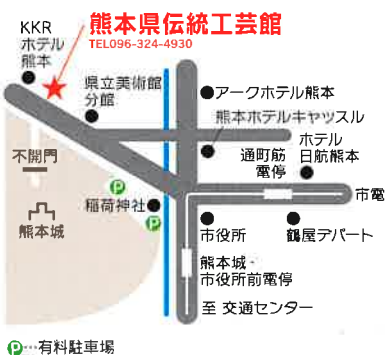 熊本県伝統工芸館
TEL096-324-4930
KKR
ホテル
熊本
県立美術館
分館
アークホテル熊本
熊本ホテルキャッスル
ホテル
日航熊本
通町筋
電停
不開門
市電
稲荷神社
P
P
熊本城
市役所
鶴屋デパート
熊本城・
市役所前電停
至 交通センター
P…有料駐車場